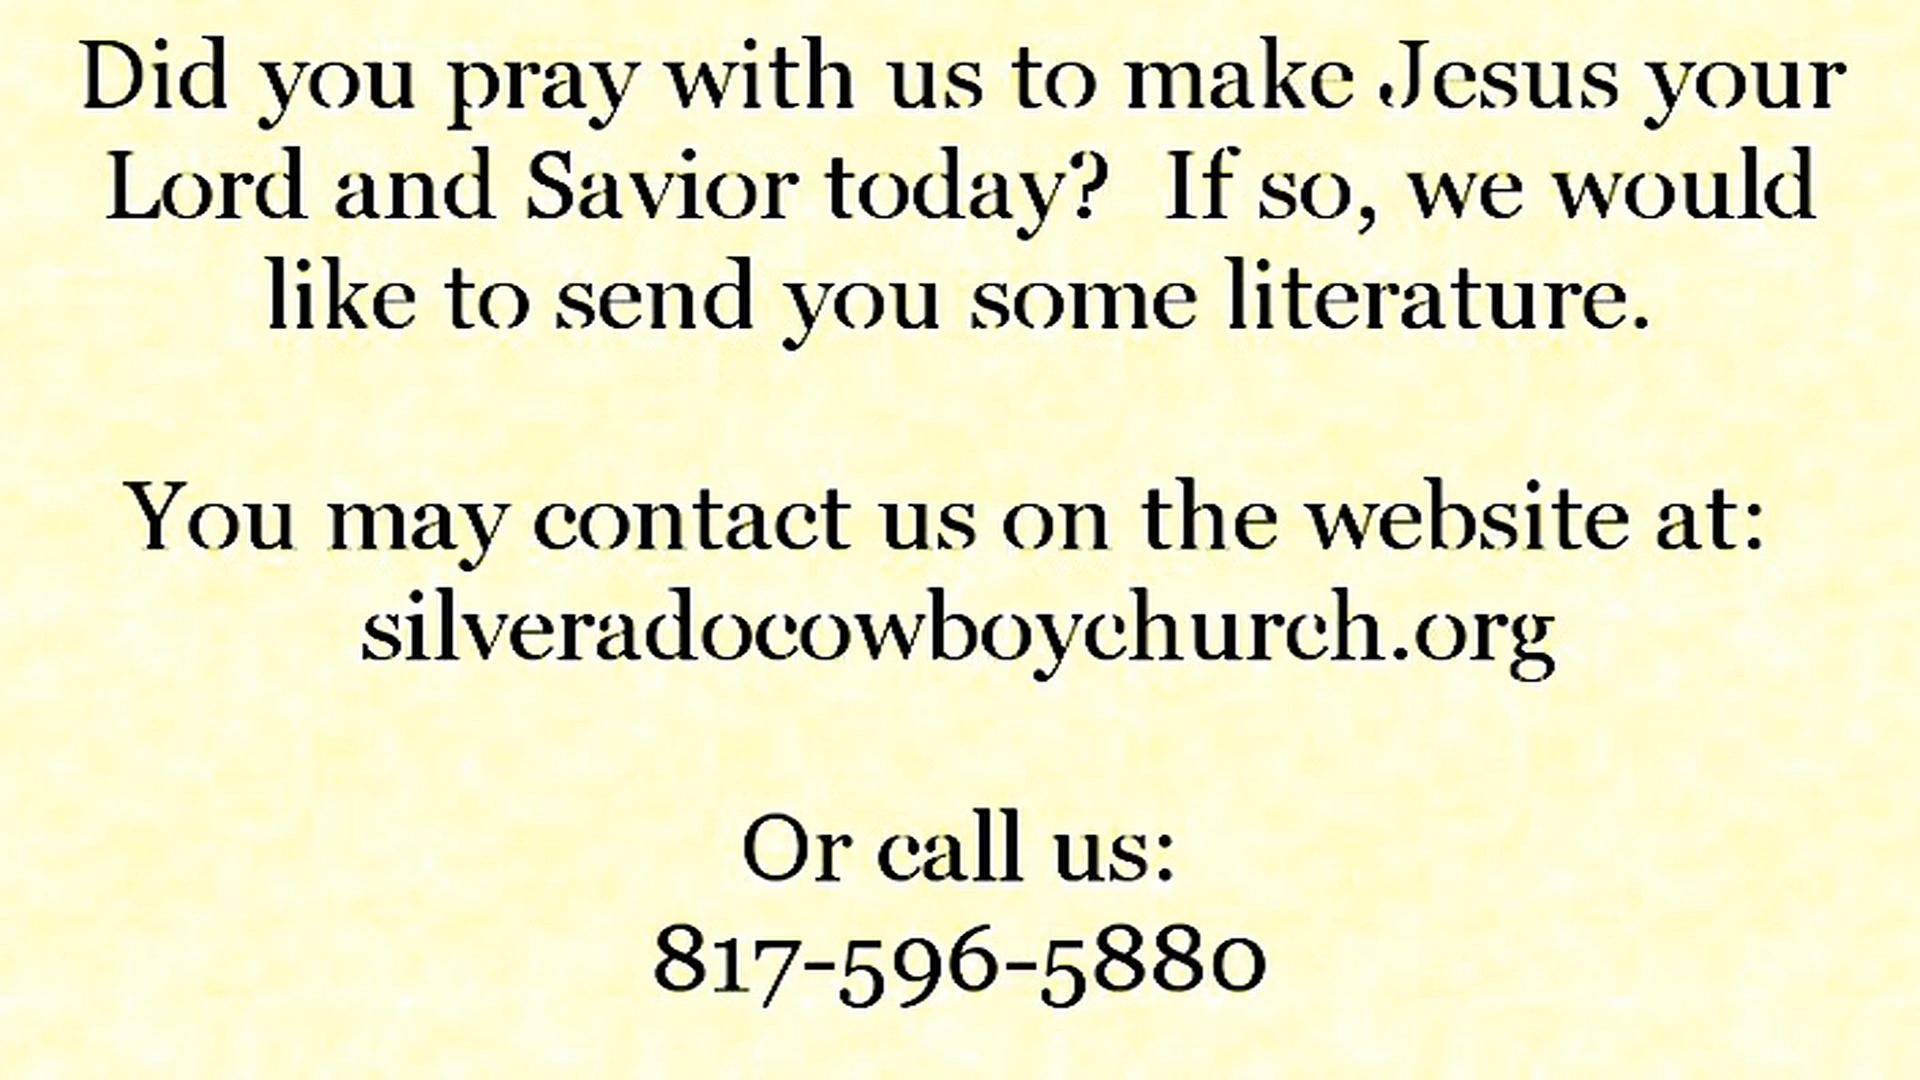 Did you pray with us to make Jesus your
Lord and Savior today?  If so, we would
like to send you some literature.
You may contact us on the website at:
silveradocowboychurch.org
Or call us:
817-596-5880